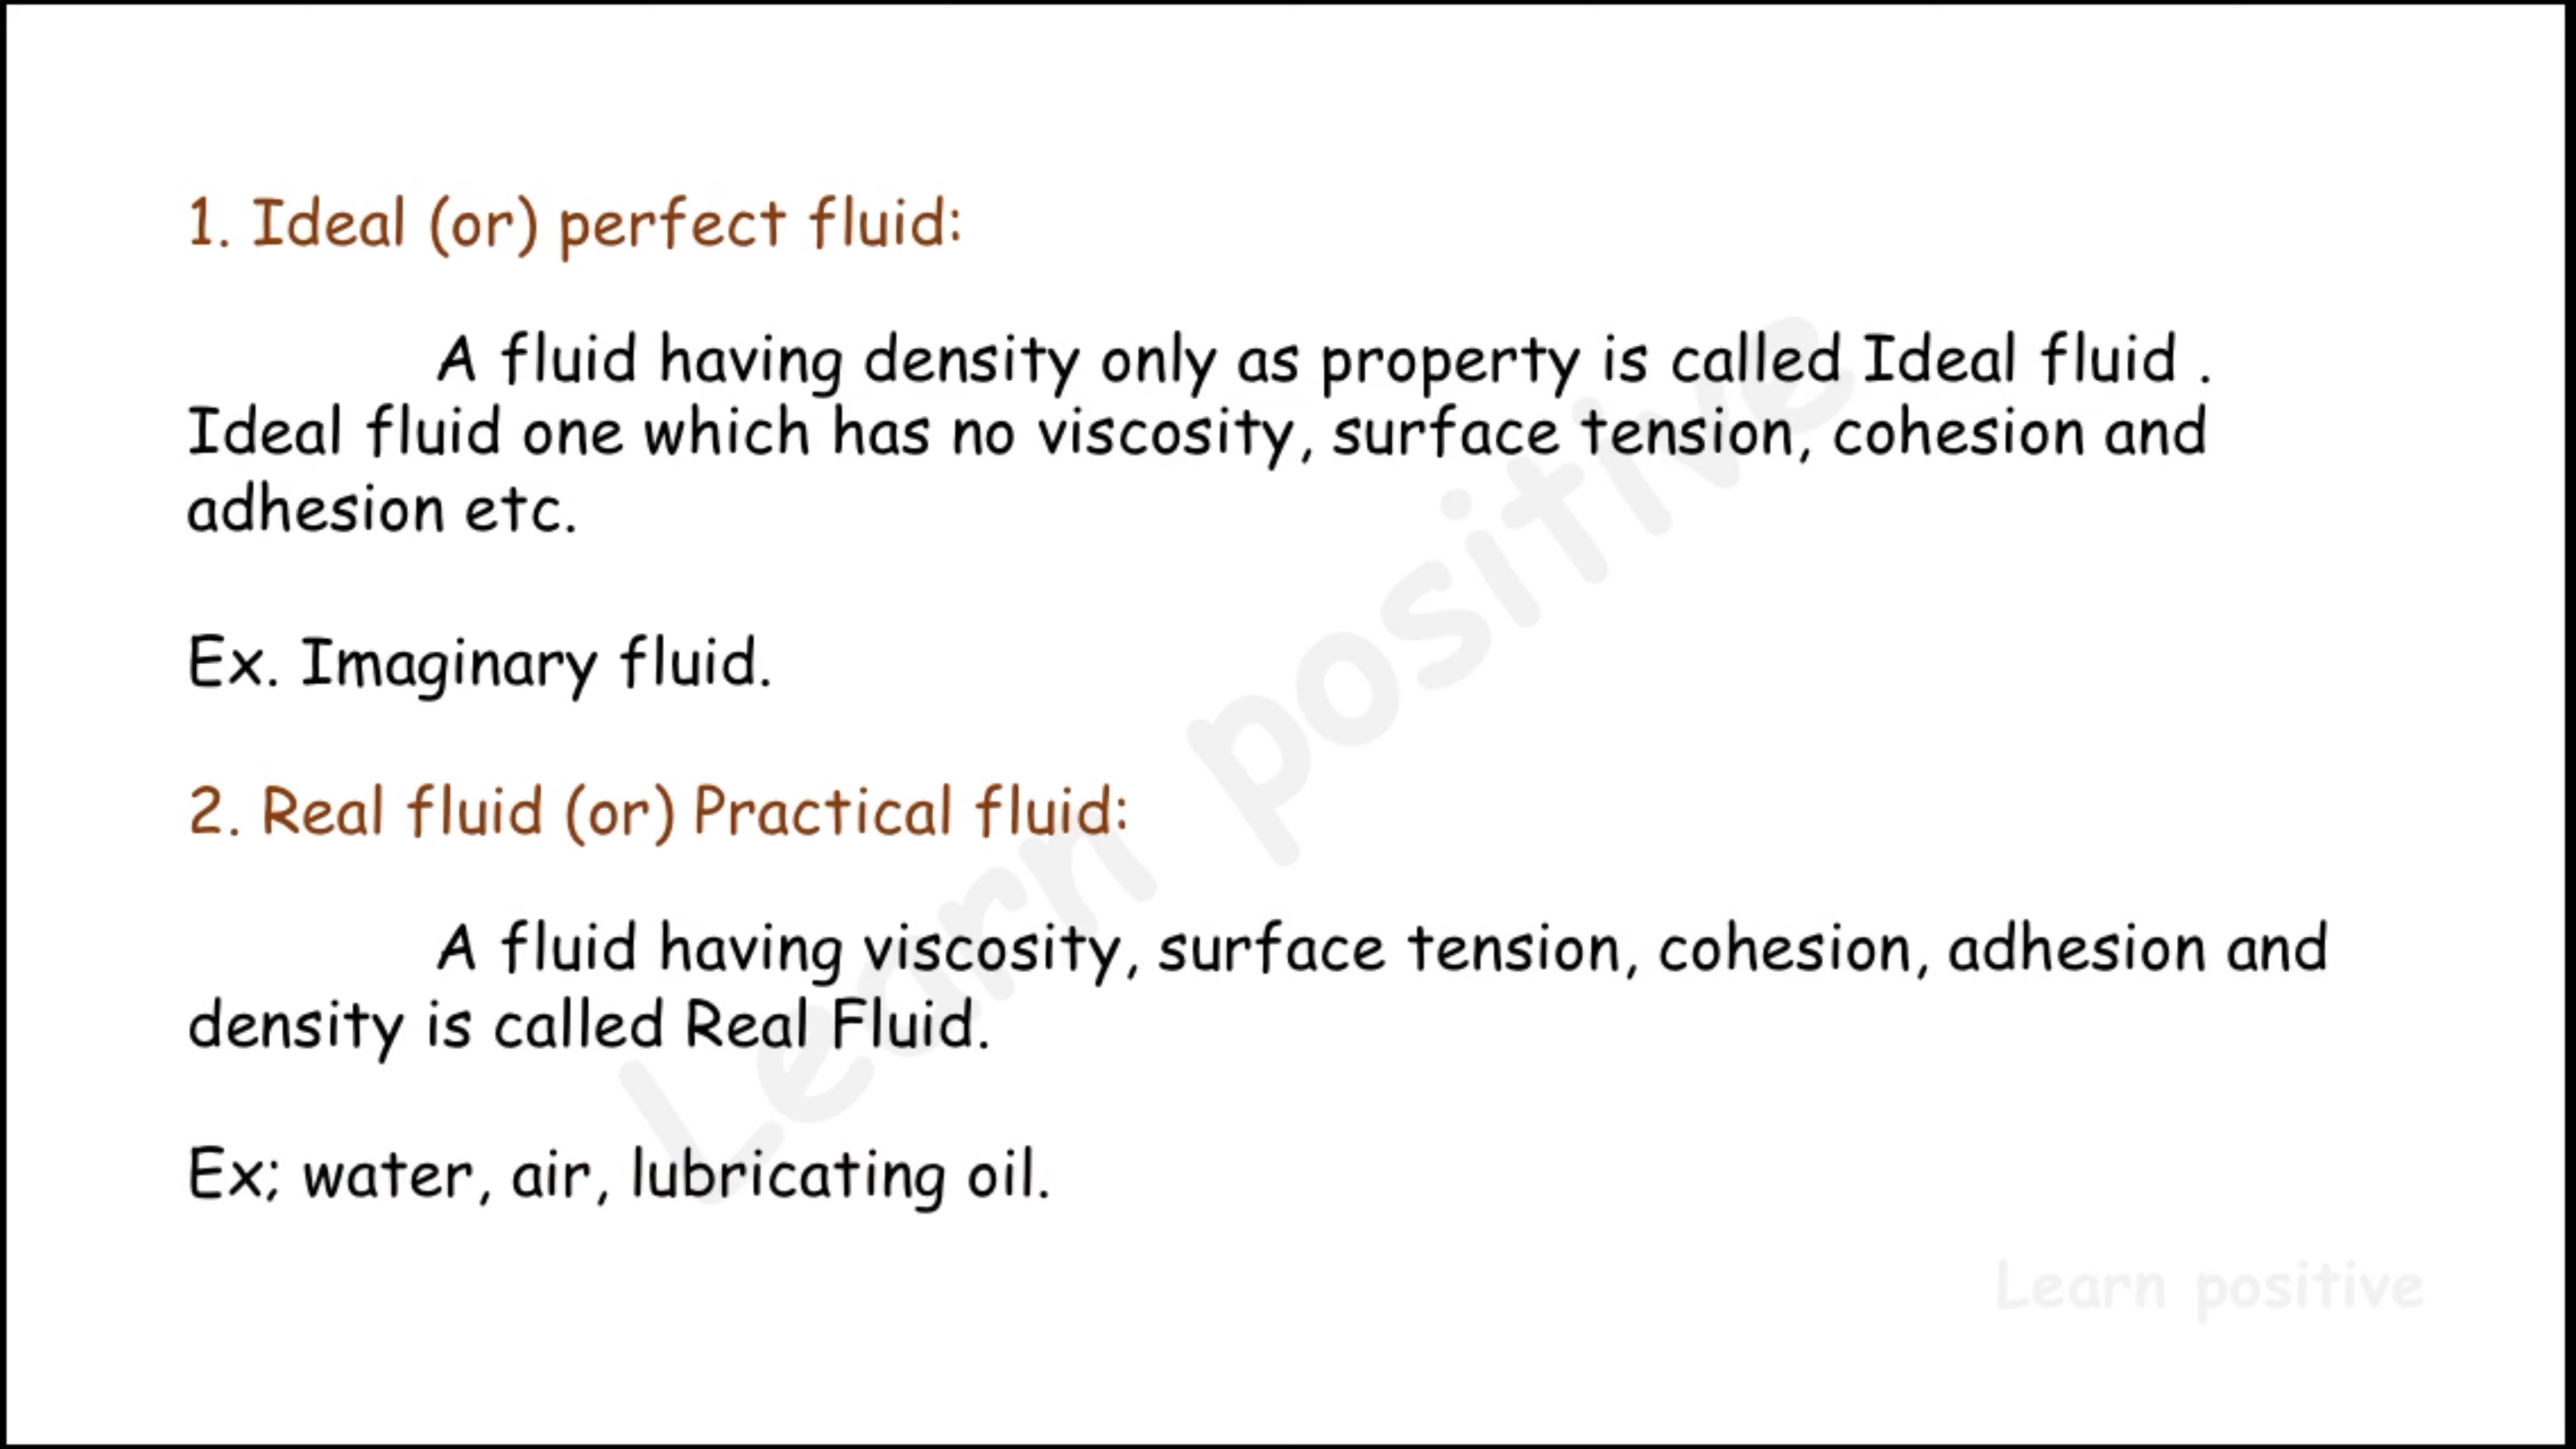 1. Ideal (or) perfect fluid:
A fluid having density only as property is called Ideal fluid .
Ideal fluid one which has no viscosity, surface tension, cohesion and
adhesion etc.
Ex. Imaginary fluid.
2. Real fluid (or) Practical fluid:
A fluid having viscosity, surface tension, cohesion, adhesion and
density is called Real Fluid.
Ex; water, air, lubricating oil.
Learn positive
Learn positive